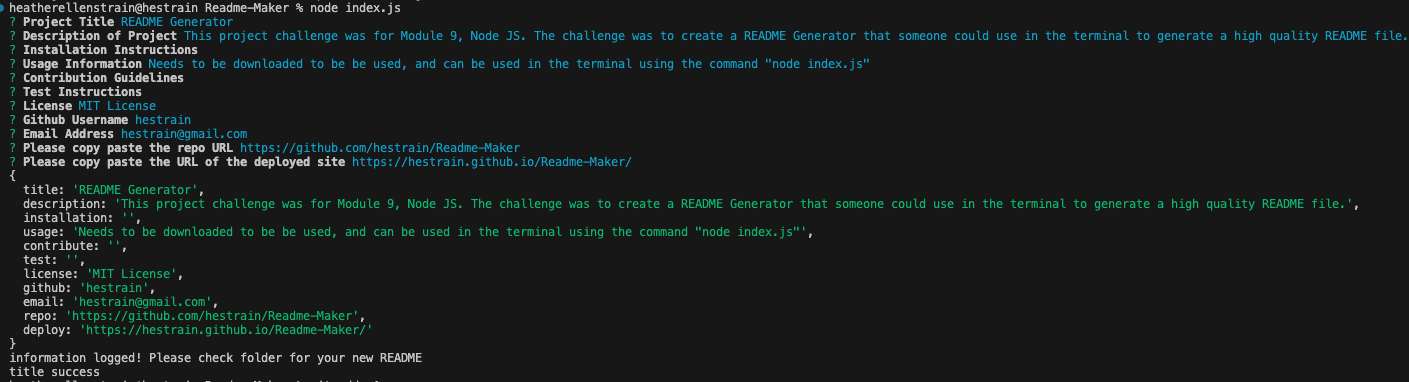 heatherellenstrain@hestrain Readme-Maker % node index.js
? Project Title README Generator
? Description of Project This project challenge was for Module 9, Node JS. The challenge was to create a README Generator that someone could use in the terminal to generate a high quality README file.
? Installation Instructions
? Usage Information Needs to be downloaded to be be used, and can be used in the terminal using the command "node index.js"
? Contribution Guidelines
? Test Instructions
? License MIT License
? Github Username hestrain
? Email Address hestrain@gmail.com
? Please copy paste the repo URL https://github.com/hestrain/Readme-Maker
? Please copy paste the URL of the deployed site https://hestrain.github.io/Readme-Maker/
{
  title: 'README Generator',
  description: 'This project challenge was for Module 9, Node JS. The challenge was to create a README Generator that someone could use in the terminal to generate a high quality README file.',
  installation: '',
  usage: 'Needs to be downloaded to be be used, and can be used in the terminal using the command "node index.js"',
  contribute: '',
  test: '',
  license: 'MIT License',
  github: 'hestrain',
  email: 'hestrain@gmail.com',
  repo: 'https://github.com/hestrain/Readme-Maker',
  deploy: 'https://hestrain.github.io/Readme-Maker/'
}
information logged! Please check folder for your new README
title success